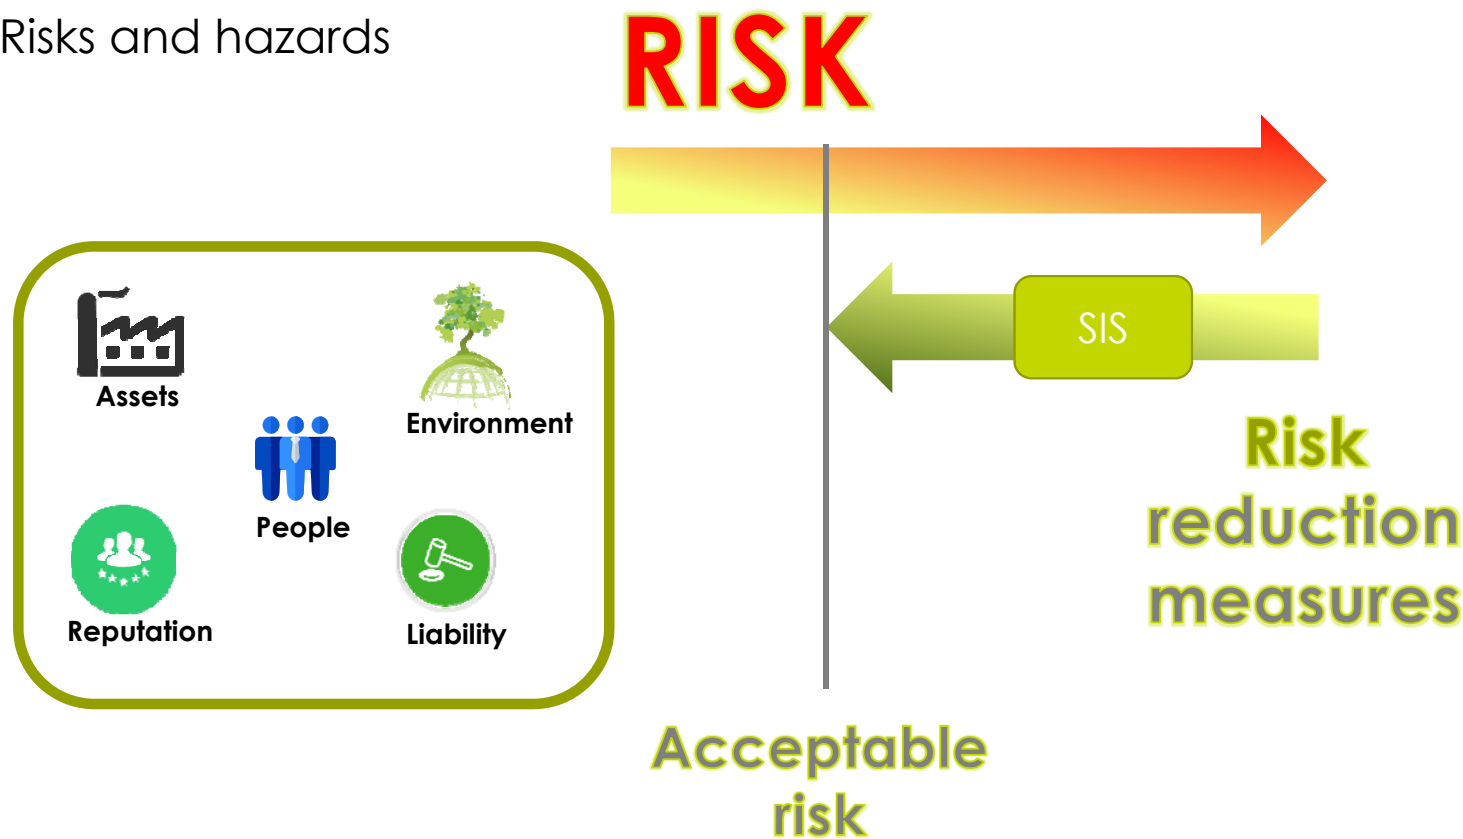 Risks and hazards
RISK
SIS
Assets
Environment
People
Reputation
Liability
Risk
reduction
measures
Acceptable
risk